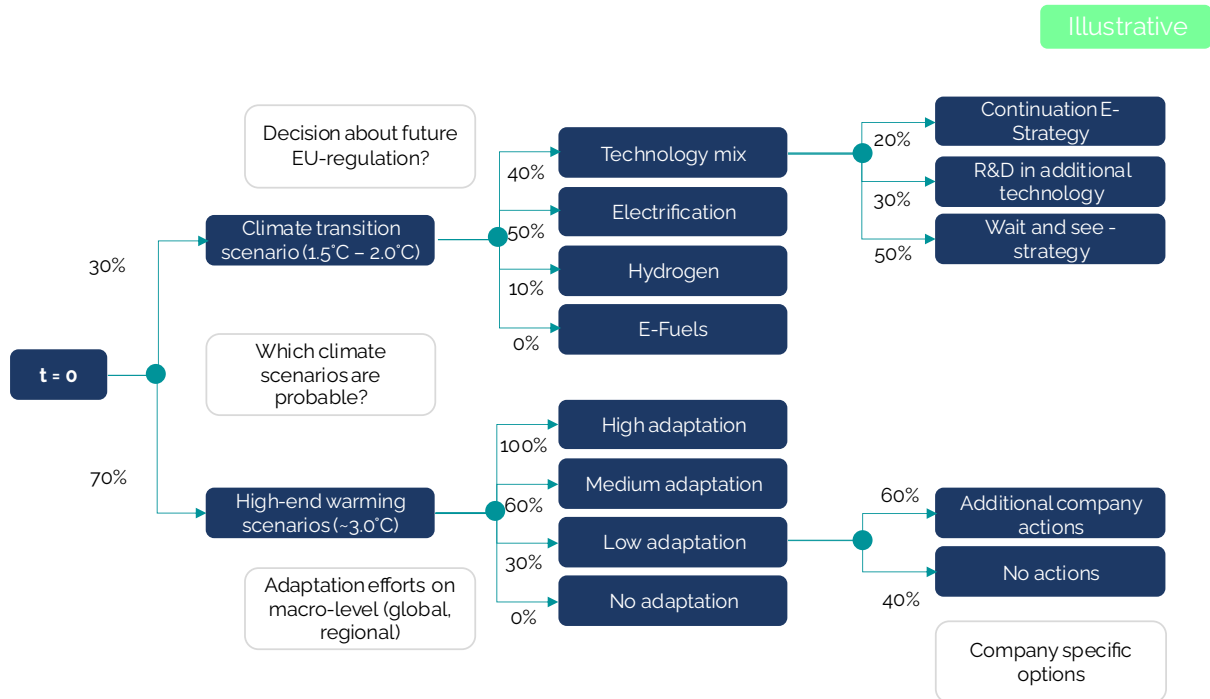 Illustrative
Decision about future
EU-regulation?
Technology mix
40%
Electrification
50%
Hydrogen
10%
E-Fuels
0%
Continuation E-
Strategy
20%
R&D in additional
technology
30%
Wait and see -
strategy
50%
Climate transition
scenario (1.5°C – 2.0°C)
30%
Which climate
scenarios are
probable?
t = 0
70%
High-end warming
scenarios (~3.0°C)
High adaptation
100%
Medium adaptation
60%
Low adaptation
30%
No adaptation
0%
60%
Additional company
actions
No actions
40%
Adaptation efforts on
macro-level (global,
regional)
Company specific
options